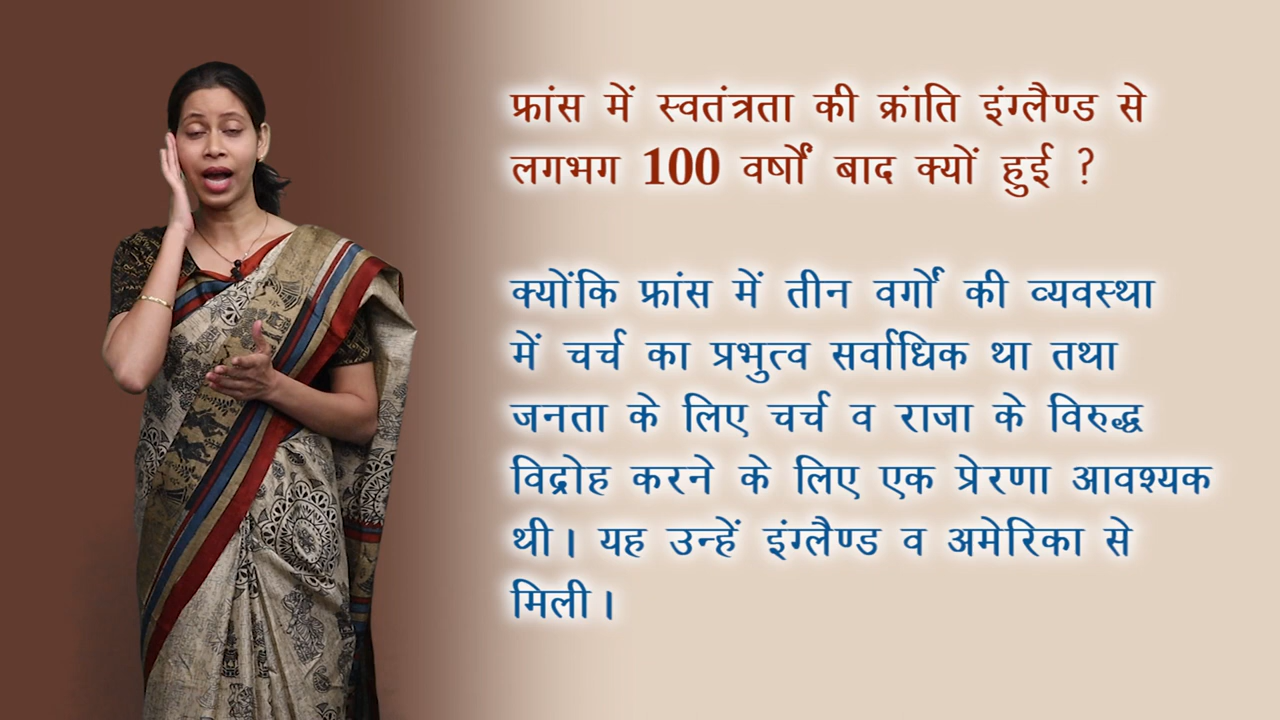 फ्रांस में स्वतंत्रता की क्रांति इंग्लैण्ड से
लगभग 100 वर्षों बाद क्यों हुई ?
क्योंकि फ्रांस में तीन वर्गों की व्यवस्था
में चर्च का प्रभुत्व सर्वाधिक था तथा
जनता के लिए चर्च व राजा के विरुद्ध
विद्रोह करने के लिए एक प्रेरणा आवश्यक
थी। यह उन्हें इंग्लैण्ड व अमेरिका से
मिली।